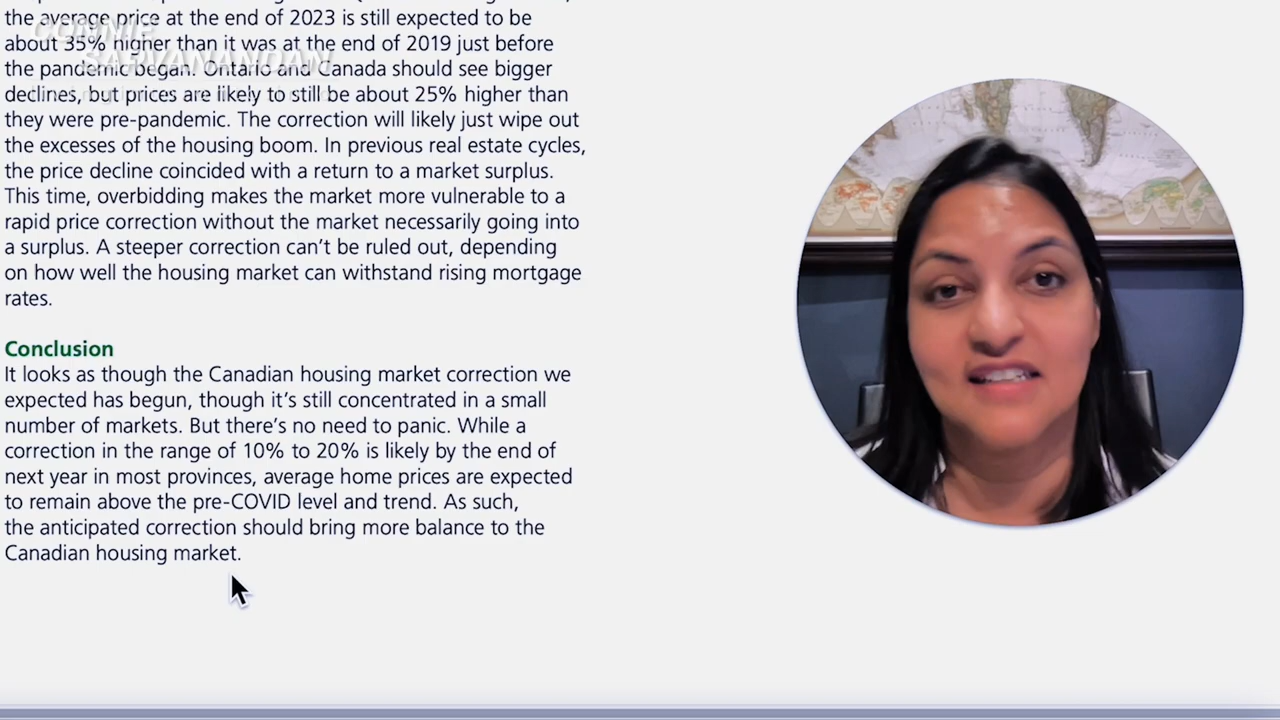 the average price at the end of 2023 is still expected to be
about 35% higher than it was at the end of 2019 just before
the pandemic began. Ontario and Canada should see bigger
declines, but prices are likely to still be about 25% higher than
they were pre-pandemic. The correction will likely just wipe out
the excesses of the housing boom. In previous real estate cycles,
the price decline coincided with a return to a market surplus.
This time, overbidding makes the market more vulnerable to a
rapid price correction without the market necessarily going into
a surplus. A steeper correction can't be ruled out, depending
on how well the housing market can withstand rising mortgage
rates.
Conclusion
It looks as though the Canadian housing market correction we
expected has begun, though it's still concentrated in a small
number of markets. But there's no need to panic. While a
correction in the range of 10% to 20% is likely by the end of
next year in most provinces, average home prices are expected
to remain above the pre-COVID level and trend. As such,
the anticipated correction should bring more balance to the
Canadian housing market.